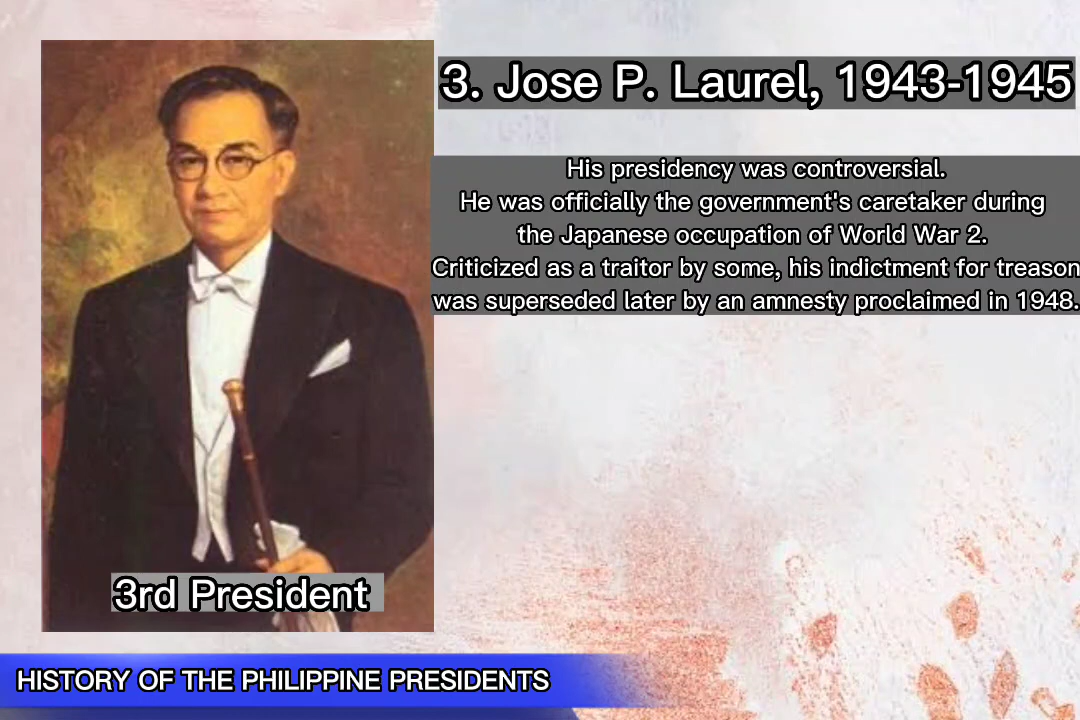 3. Jose P. Laurel, 1943-1945
His presidency was controversial.
He was officially the government's caretaker during
the Japanese occupation of World War 2.
Criticized as a traitor by some, his indictment for treason
was superseded later by an amnesty proclaimed in 1948.
3rd President
HISTORY OF THE PHILIPPINE PRESIDENTS